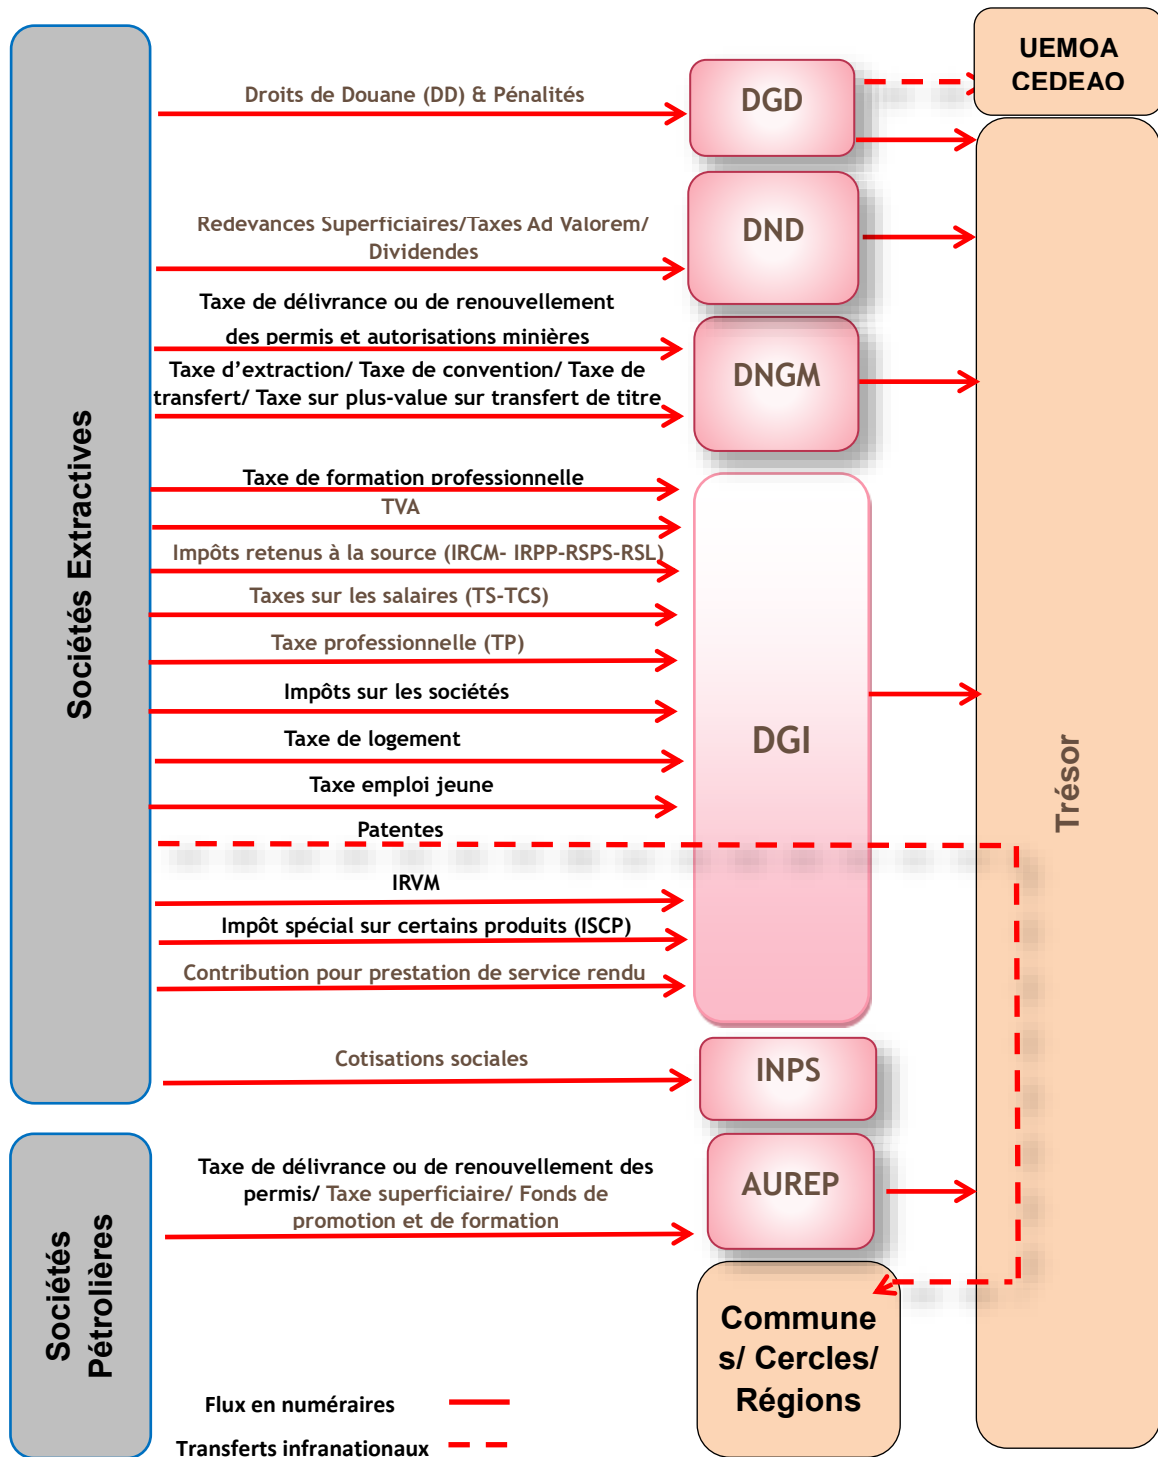 UEMOA
CEDEAO
Droits de Douane (DD) & Pénalités
DGD
Redevances Superficiaires/Taxes Ad Valorem/
Dividendes
DND
Taxe de délivrance ou de renouvellement
des permis et autorisations minières
Taxe d'extraction/ Taxe de convention/ Taxe de
transfert/ Taxe sur plus-value sur transfert de titre
DNGM
Sociétés Extractives
Taxe de formation professionnelle
TVA
Impôts retenus à la source (IRCM- IRPP-RSPS-RSL)
Taxes sur les salaires (TS-TCS)
Taxe professionnelle (TP)
Impôts sur les sociétés
Taxe de logement
Taxe emploi jeune
Patentes
IRVM
Impôt spécial sur certains produits (ISCP)
Contribution pour prestation de service rendu
DGI
Trésor
Cotisations sociales
INPS
Sociétés
Pétrolières
Taxe de délivrance ou de renouvellement des
permis/ Taxe superficiaire/ Fonds de
promotion et de formation
AUREP
Commune
s/ Cercles/
Régions
Flux en numéraires
Transferts infranationaux